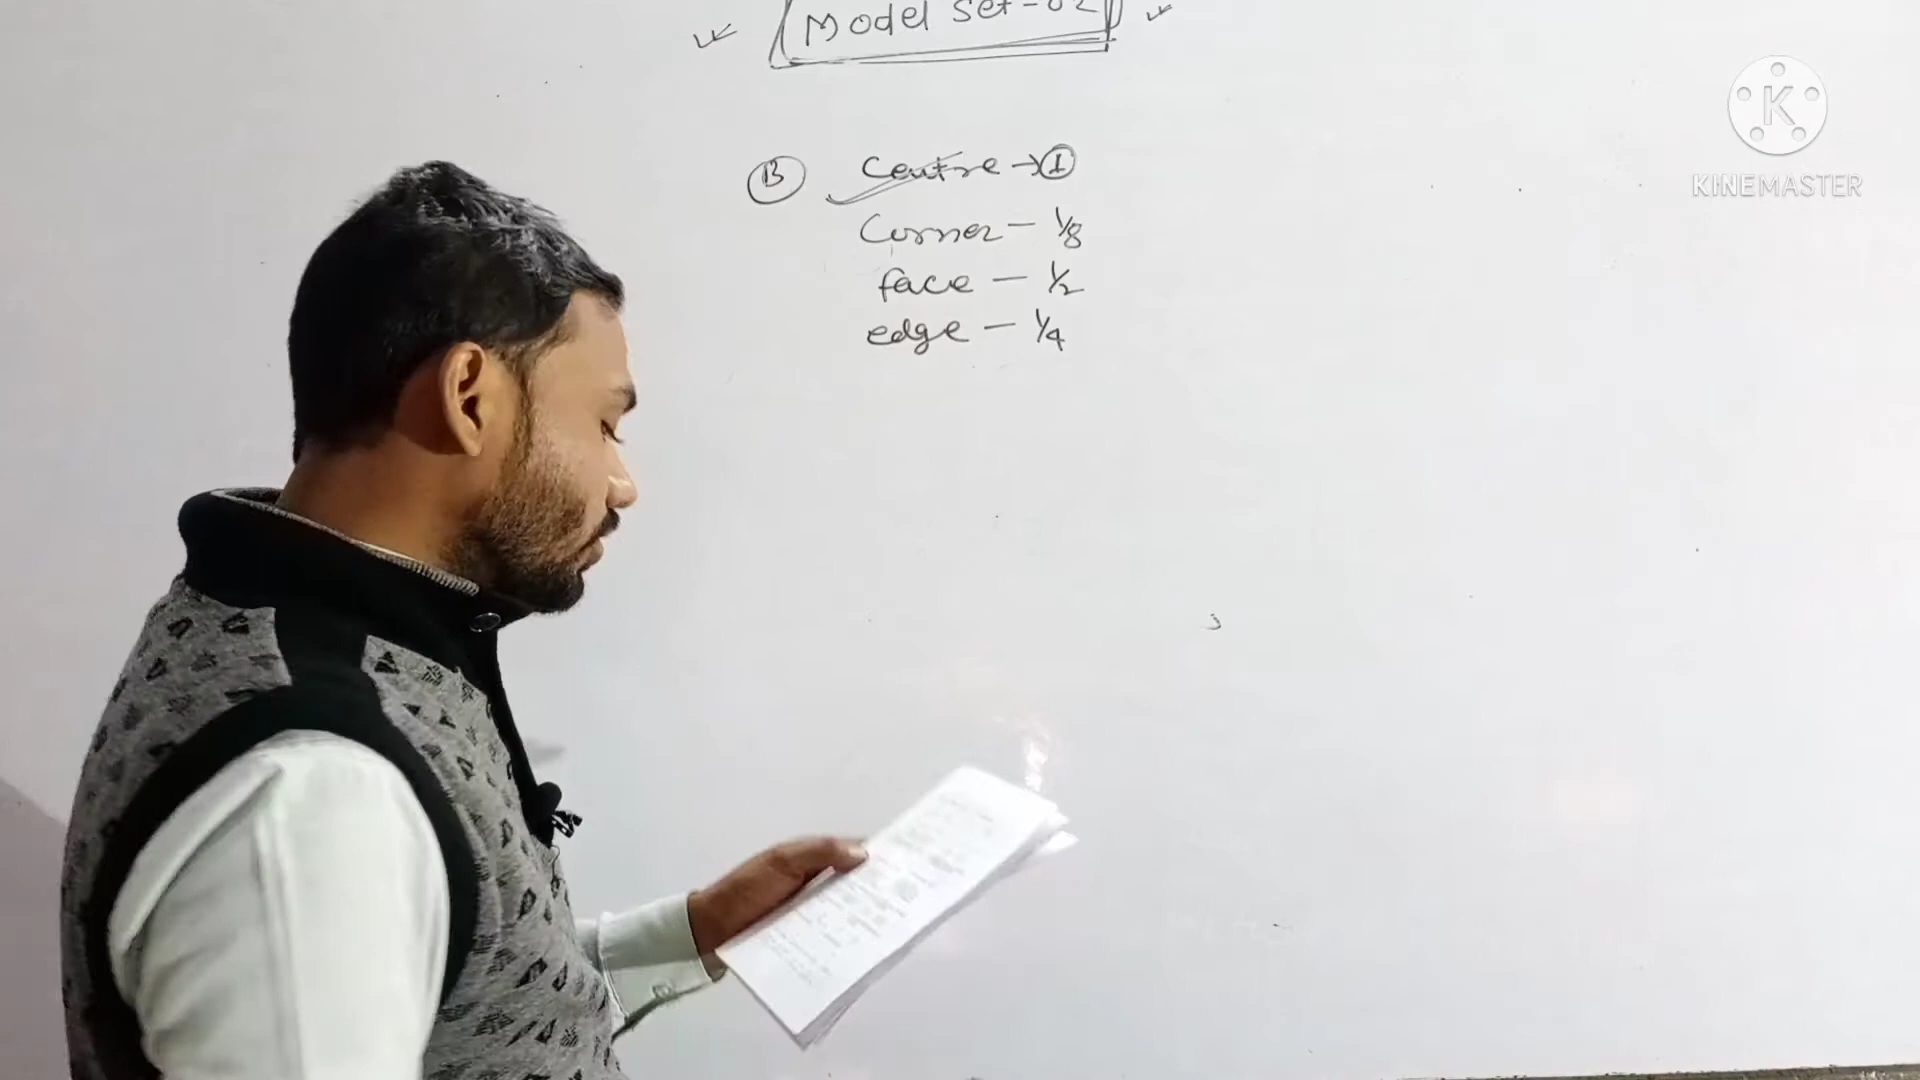 Model Set-02
B Centre → 1
Corner - 1/8
face - 1/2
edge - 1/4
K
KINEMASTER